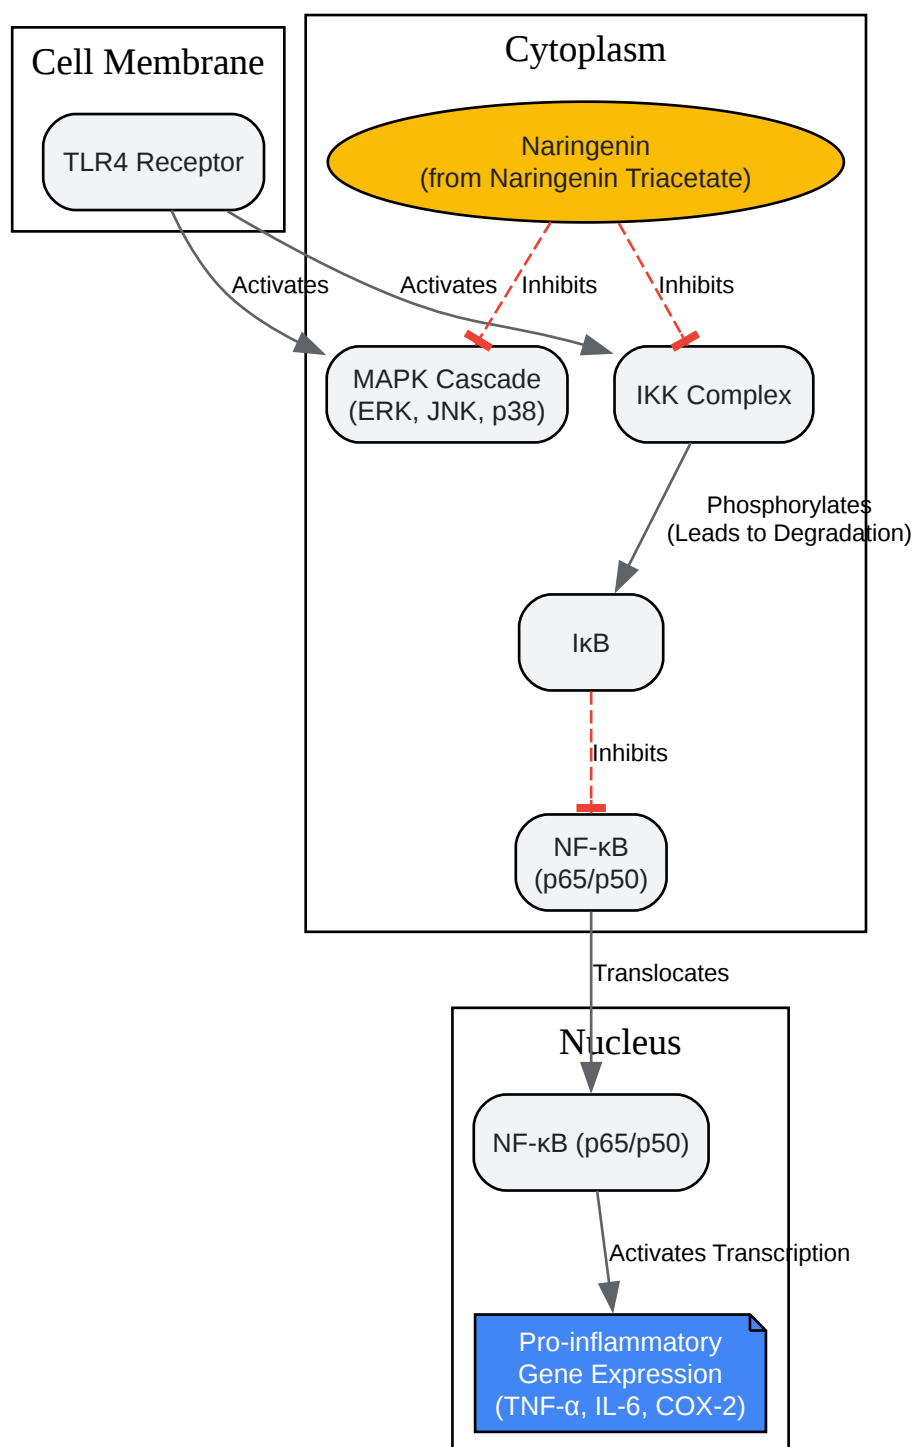 Cell Membrane
Cytoplasm
TLR4 Receptor
Naringenin
(from Naringenin Triacetate)
Activates
Activates
Inhibits
Inhibits
MAPK Cascade
(ERK, JNK, p38)
IKK Complex
Phosphorylates
(Leads to Degradation)
IκB
Inhibits
NF-κB
(p65/p50)
Translocates
Nucleus
NF-κB (p65/p50)
Activates Transcription
Pro-inflammatory
Gene Expression
(TNF-α, IL-6, COX-2)